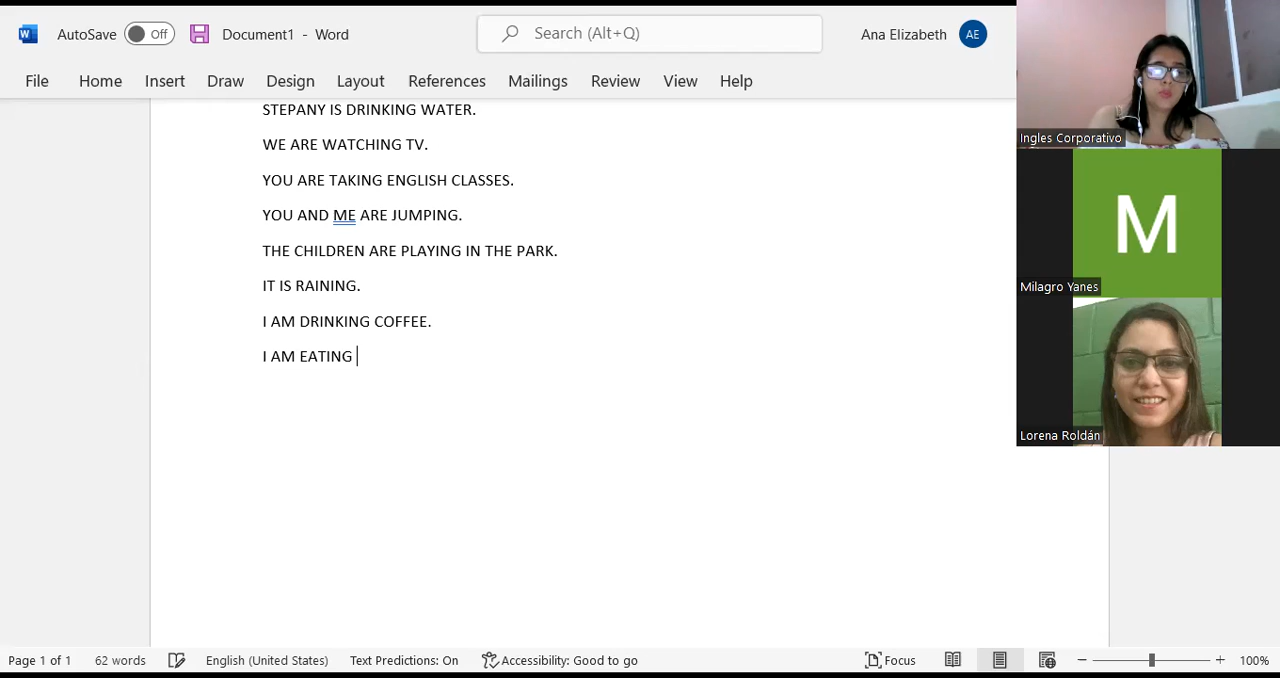 AutoSave Off Document1 - Word Search (Alt+Q) Ana Elizabeth AE
File Home Insert Draw Design Layout References Mailings Review View Help
STEPANY IS DRINKING WATER.
WE ARE WATCHING TV.
YOU ARE TAKING ENGLISH CLASSES.
YOU AND ME ARE JUMPING.
THE CHILDREN ARE PLAYING IN THE PARK.
IT IS RAINING.
I AM DRINKING COFFEE.
I AM EATING
Ingles Corporativo
M
Milagro Yanes
Lorena Roldán
Page 1 of 1 62 words English (United States) Text Predictions: On Accessibility: Good to go Focus 100%